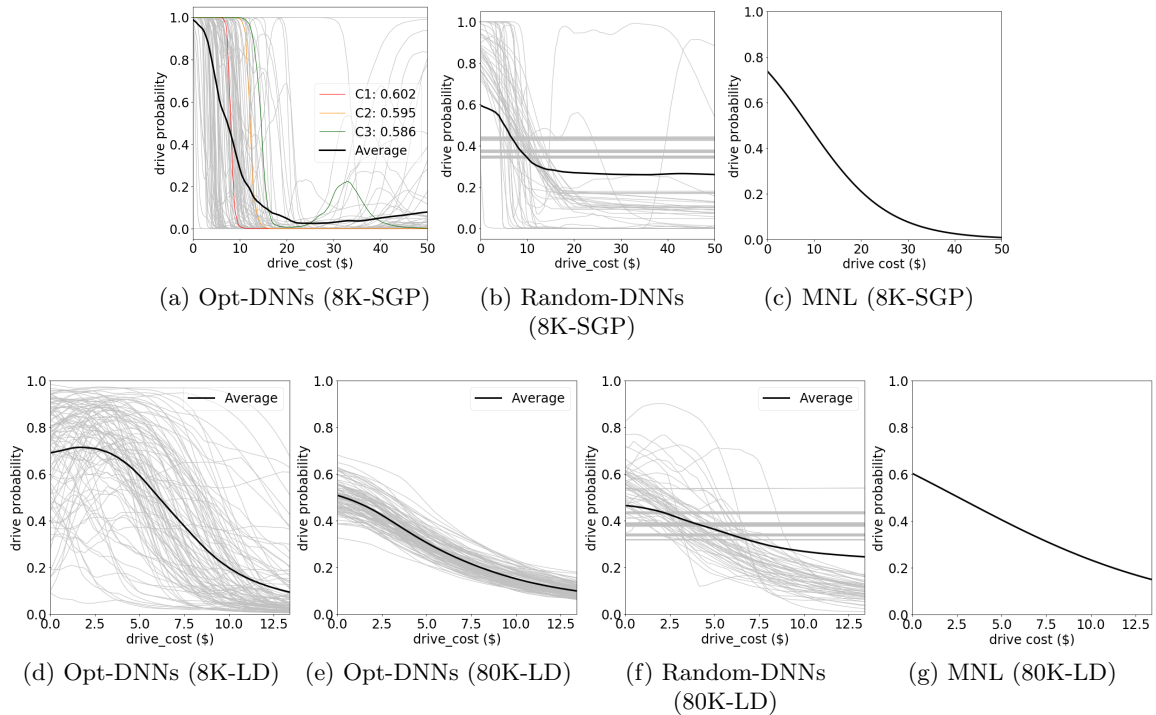 1.0
0.8
0.6
0.4
0.2
0.0
drive probability
0 10 20 30 40 50
drive_cost ($)
C1: 0.602
C2: 0.595
C3: 0.586
Average
(a) Opt-DNNs (8K-SGP)
1.0
0.8
0.6
0.4
0.2
0.0
drive probability
0 10 20 30 40 50
drive_cost ($)
(b) Random-DNNs
(8K-SGP)
1.0
0.8
0.6
0.4
0.2
0.0
drive probability
0 10 20 30 40 50
drive cost ($)
(c) MNL (8K-SGP)
1.0
0.8
0.6
0.4
0.2
0.0
drive probability
0.0 2.5 5.0 7.5 10.0 12.5
drive_cost ($)
Average
(d) Opt-DNNs (8K-LD)
1.0
0.8
0.6
0.4
0.2
0.0
drive probability
0.0 2.5 5.0 7.5 10.0 12.5
drive_cost ($)
Average
(e) Opt-DNNs (80K-LD)
1.0
0.8
0.6
0.4
0.2
0.0
drive probability
0.0 2.5 5.0 7.5 10.0 12.5
drive_cost ($)
Average
(f) Random-DNNs
(80K-LD)
1.0
0.8
0.6
0.4
0.2
0.0
drive probability
0.0 2.5 5.0 7.5 10.0 12.5
drive cost ($)
(g) MNL (80K-LD)